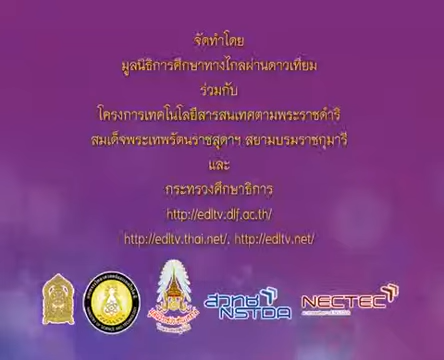 จัดทำโดย
มูลนิธิการศึกษาทางไกลผ่านดาวเทียม
ร่วมกับ
โครงการเทคโนโลยีสารสนเทศตามพระราชดำริ
สมเด็จพระเทพรัตนราชสุดาฯ สยามบรมราชกุมารี
และ
กระทรวงศึกษาธิการ
http://edltv.dlf.ac.th/
http://edltv.thai.net/, http://edltv.net/
สวทช NSTDA
NECTEC